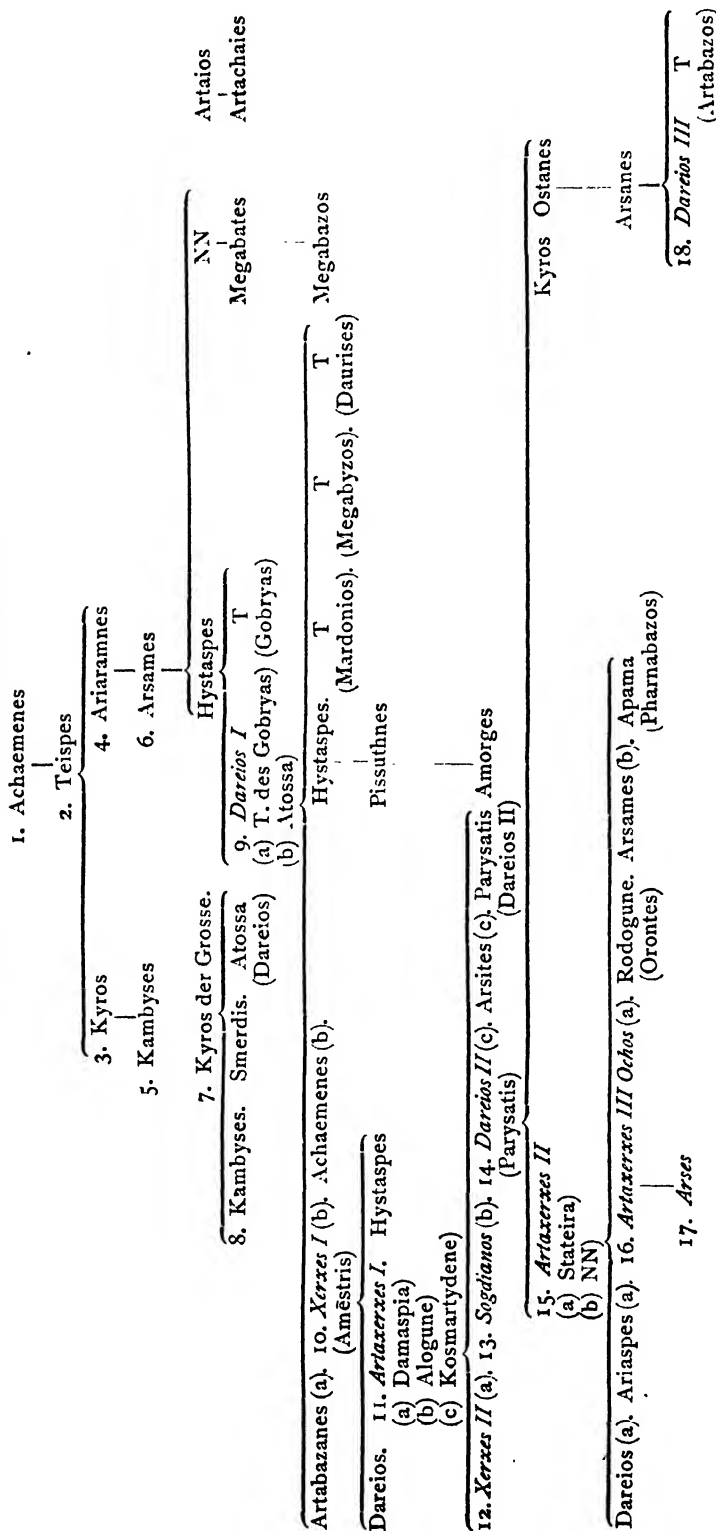 1. Achaemenes
2. Teispes
3. Kyros 4. Ariaramnes
5. Kambyses 6. Arsames
7. Kyros der Grosse. Hystaspes NN Artaios
Megabates Artachaies
8. Kambyses. Smerdis. Atossa 9. Dareios I T
(Dareios) (a) T. des Gobryas) (Gobryas)
(b) Atossa
Artabazanes (a). 10. Xerxes I (b). Achaemenes (b). Hystaspes. T T T Megabazos
(Amēstris) (Mardonios). (Megabyzos). (Daurises)
Dareios. 11. Artaxerxes I. Hystaspes Pissuthnes
(a) Damaspia)
(b) Alogune)
(c) Kosmartydene)
12. Xerxes II (a). 13. Sogdianos (b). 14. Dareios II (c). Arsites (c). Parysatis Amorges
(Parysatis) (Dareios II)
15. Artaxerxes II Kyros Ostanes
(a) Stateira)
(b) NN)
Dareios (a). Ariaspes (a). 16. Artaxerxes III Ochos (a). Rodogune. Arsames (b). Apama Arsanes
(Orontes) (Pharnabazos)
17. Arses 18. Dareios III T
(Artabazos)